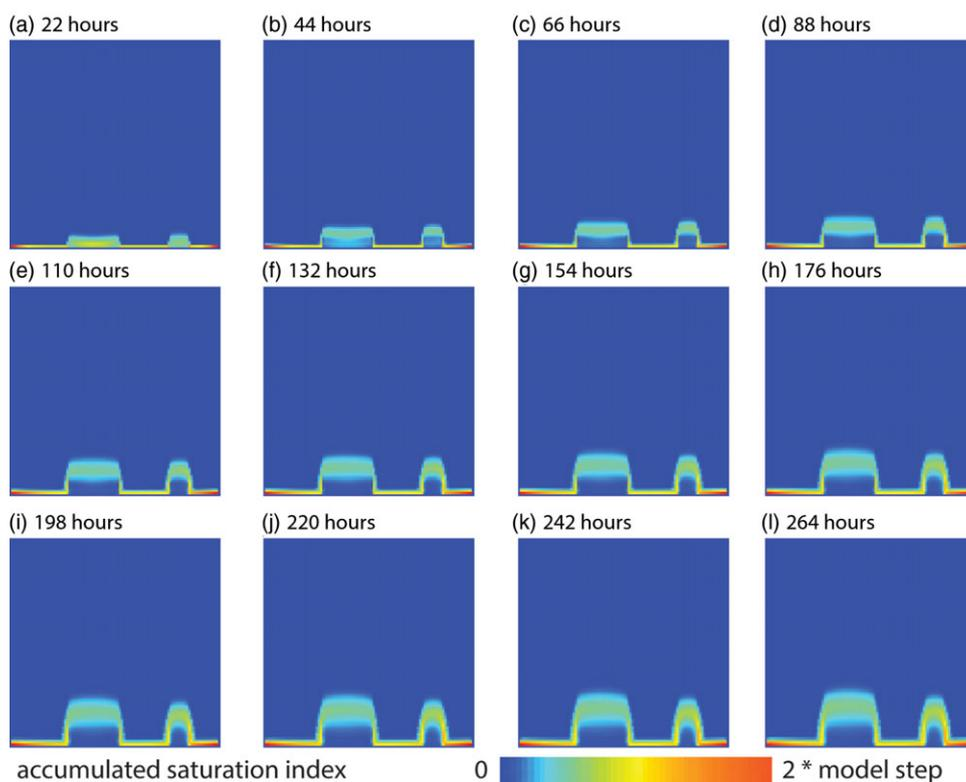 (a) 22 hours
(b) 44 hours
(c) 66 hours
(d) 88 hours
(e) 110 hours
(f) 132 hours
(g) 154 hours
(h) 176 hours
(i) 198 hours
(j) 220 hours
(k) 242 hours
(l) 264 hours
accumulated saturation index 0 2 * model step